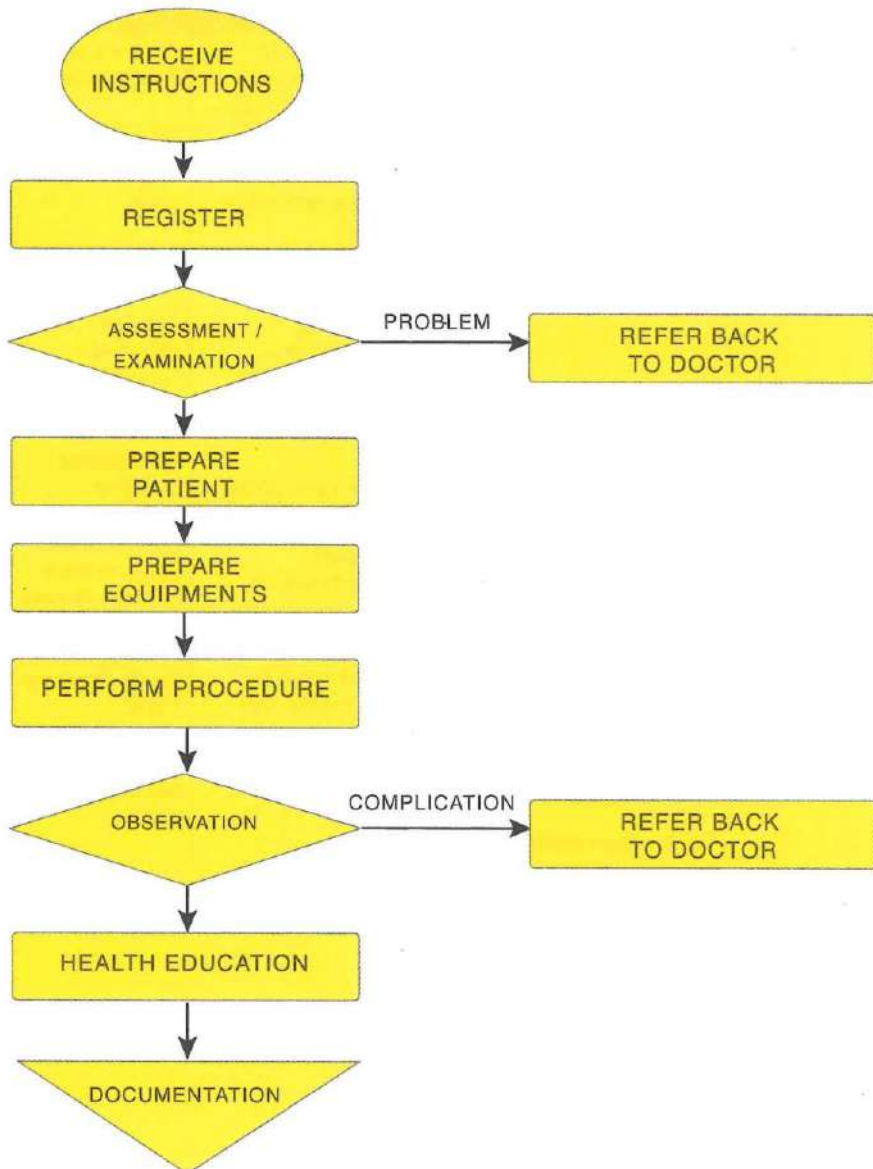 RECEIVE
INSTRUCTIONS
REGISTER
ASSESSMENT /
EXAMINATION
PROBLEM
REFER BACK
TO DOCTOR
PREPARE
PATIENT
PREPARE
EQUIPMENTS
PERFORM PROCEDURE
OBSERVATION
COMPLICATION
REFER BACK
TO DOCTOR
HEALTH EDUCATION
DOCUMENTATION